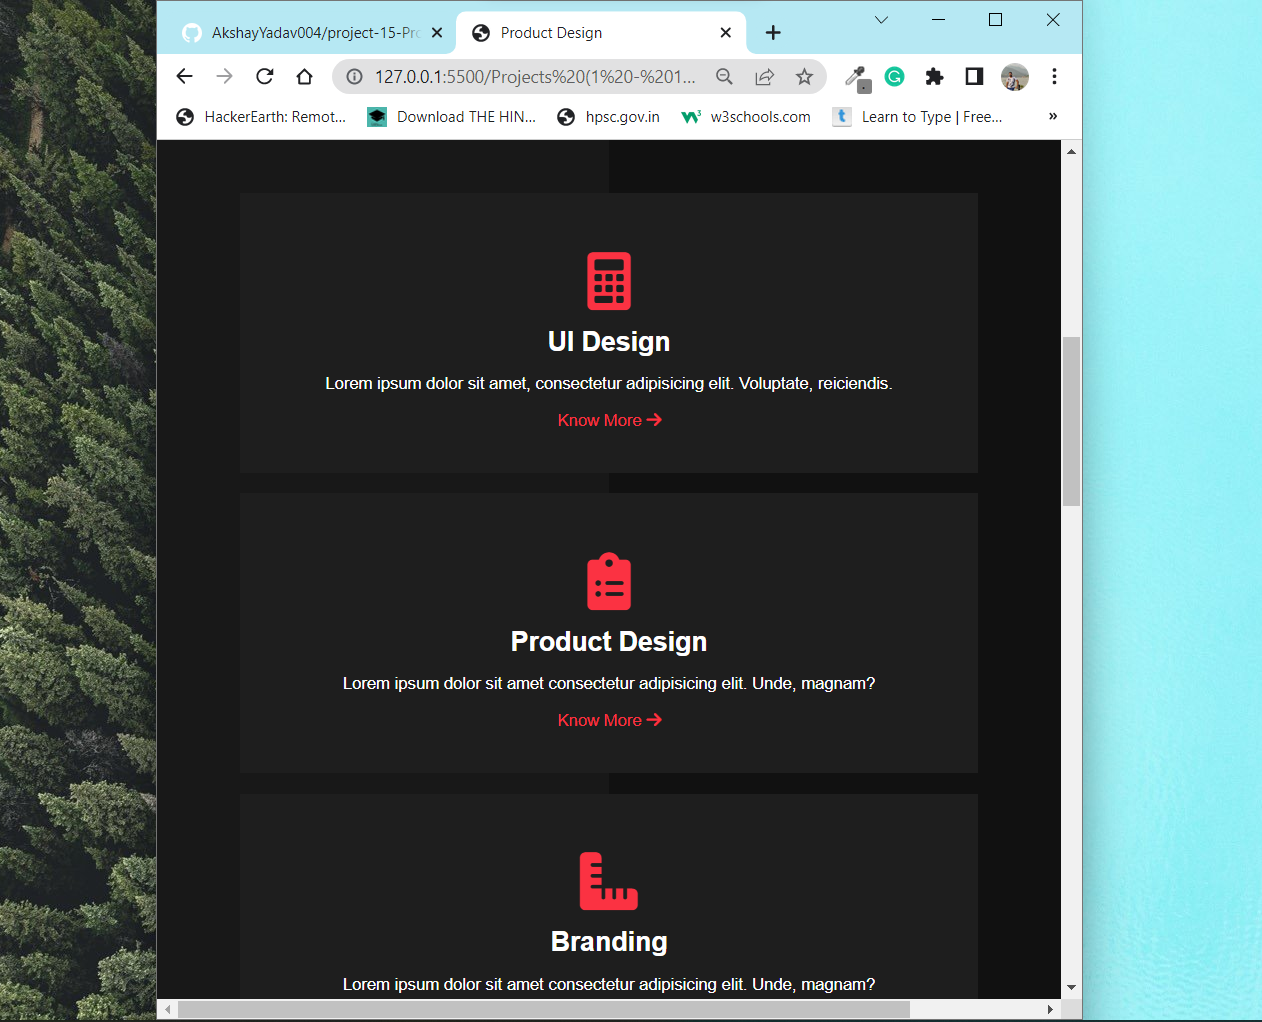 AkshayYadav004/project-15-Pro
Product Design
127.0.0.1:5500/Projects%20(1%20-%201...
HackerEarth: Remot...
Download THE HIN...
hpsc.gov.in
w3schools.com
Learn to Type | Free...
»
UI Design
Lorem ipsum dolor sit amet, consectetur adipisicing elit. Voluptate, reiciendis.
Know More →
Product Design
Lorem ipsum dolor sit amet consectetur adipisicing elit. Unde, magnam?
Know More →
Branding
Lorem ipsum dolor sit amet consectetur adipisicing elit. Unde, magnam?